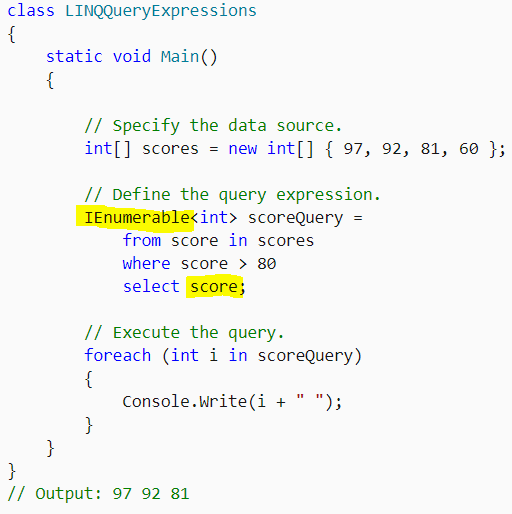 class LINQQueryExpressions
{
    static void Main()
    {

        // Specify the data source.
        int[] scores = new int[] { 97, 92, 81, 60 };

        // Define the query expression.
        IEnumerable<int> scoreQuery =
            from score in scores
            where score > 80
            select score;

        // Execute the query.
        foreach (int i in scoreQuery)
        {
            Console.Write(i + " ");
        }
    }
}
// Output: 97 92 81